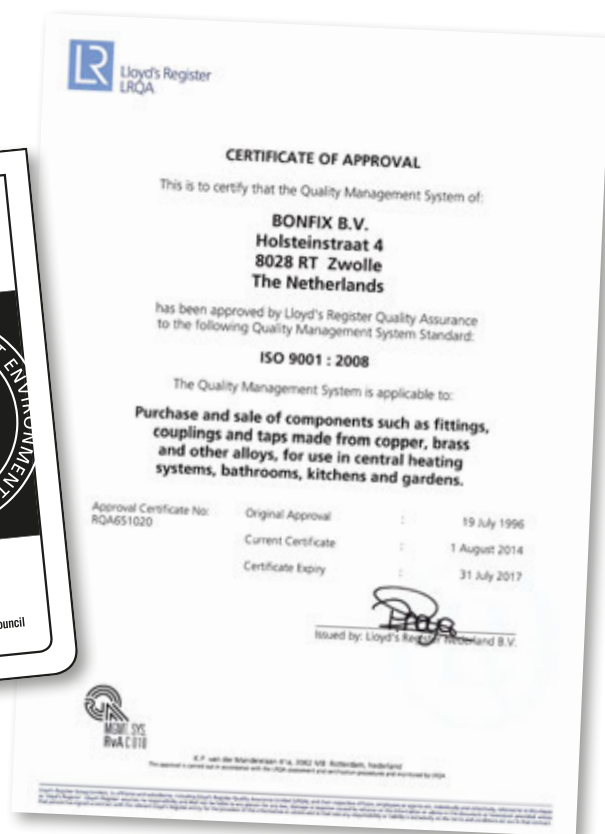 Lloyd's Register
LRQA
CERTIFICATE OF APPROVAL
This is to certify that the Quality Management System of:
BONFIX B.V.
Holsteinstraat 4
8028 RT Zwolle
The Netherlands
has been approved by Lloyd's Register Quality Assurance
to the following Quality Management System Standard:
ISO 9001 : 2008
The Quality Management System is applicable to:
Purchase and sale of components such as fittings,
couplings and taps made from copper, brass
and other alloys, for use in central heating
systems, bathrooms, kitchens and gardens.
Approval Certificate No:
RQA651020
Original Approval : 19 July 1996
Current Certificate : 1 August 2014
Certificate Expiry : 31 July 2017
Issued by: Lloyd's Register Nederland B.V.
MGMT. SYS.
RvA C 018
ENVIRONMENT
ouncil